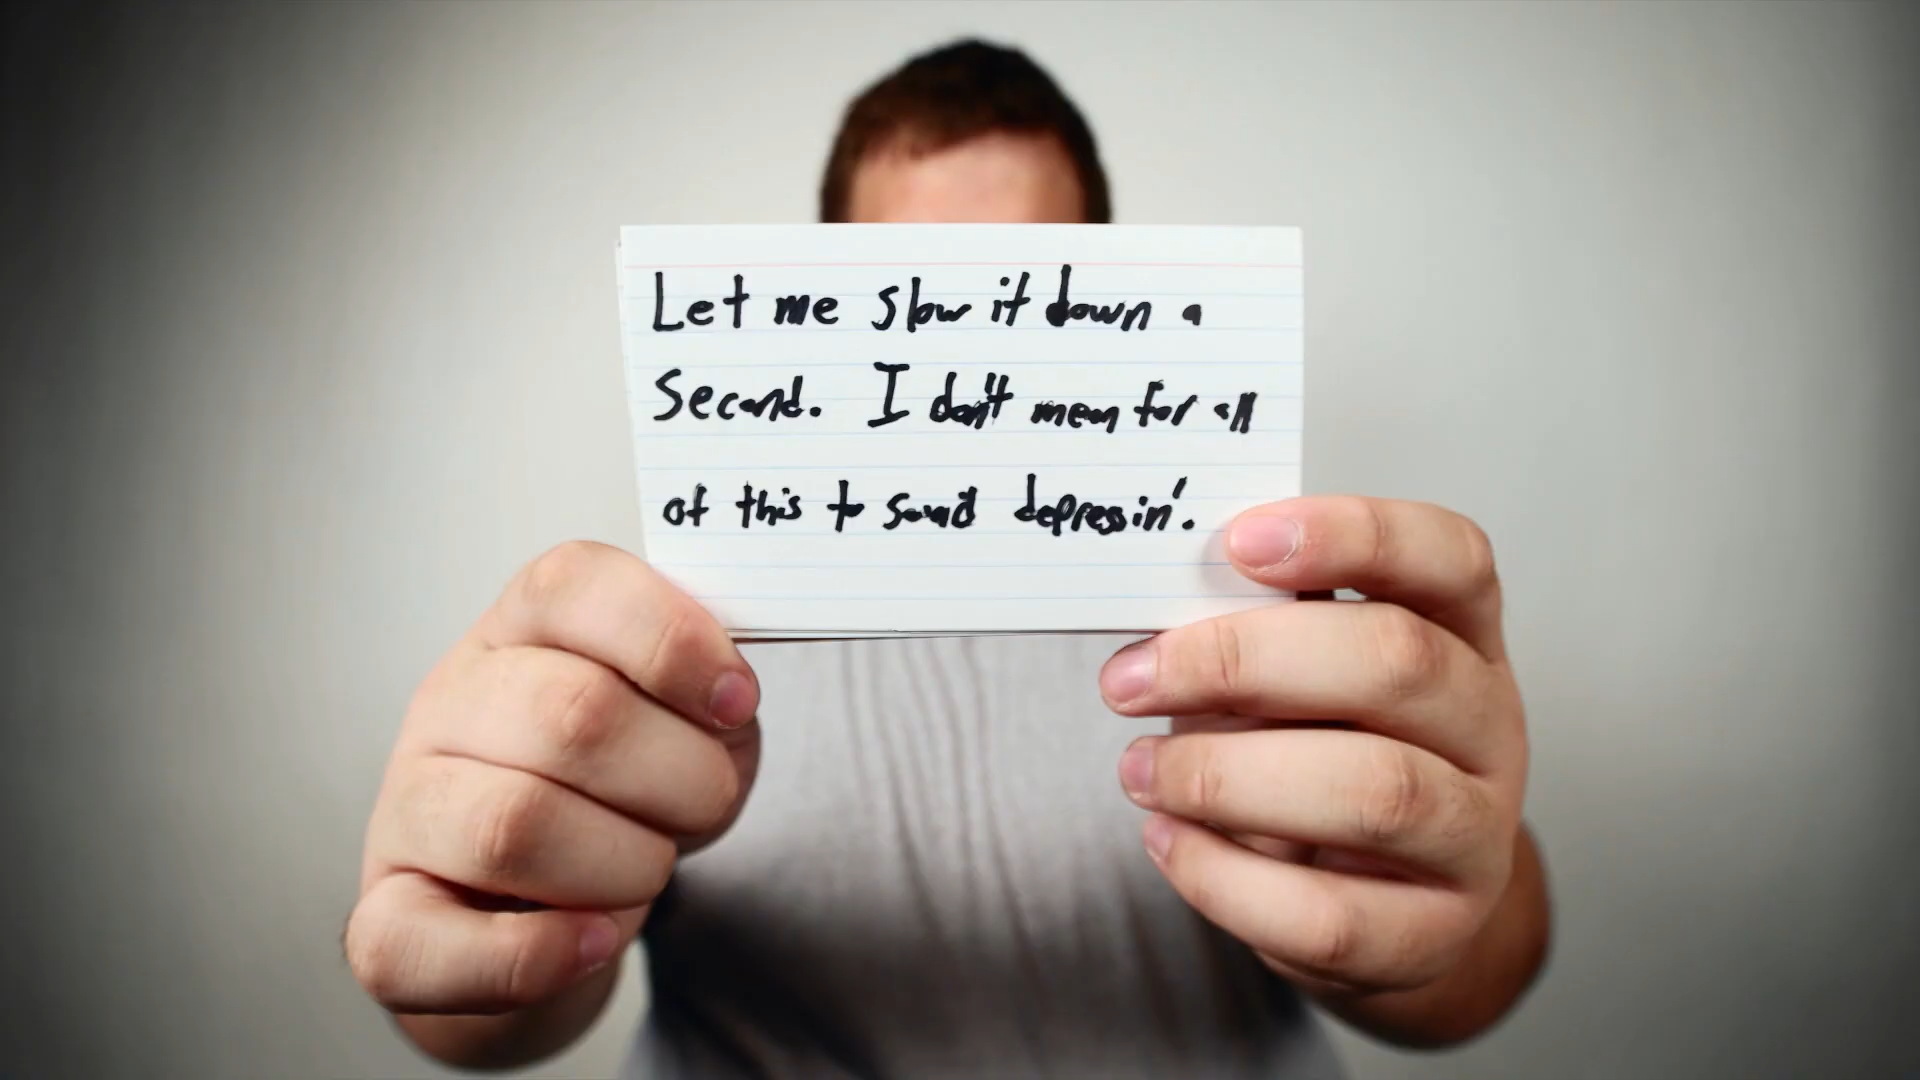 Let me slow it down a
Second. I don't mean for all
of this to sound depressin'.